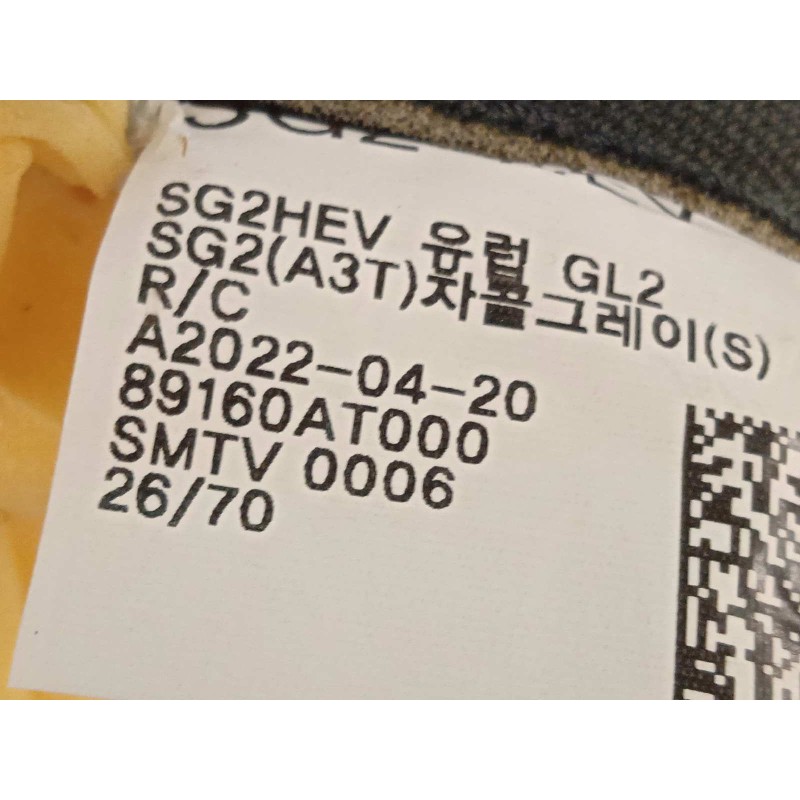 SG2HEV 유럽 GL2
SG2(A3T)차콜그레이(S)
R/C
A2022-04-20
89160AT000
SMTV 0006
26/70